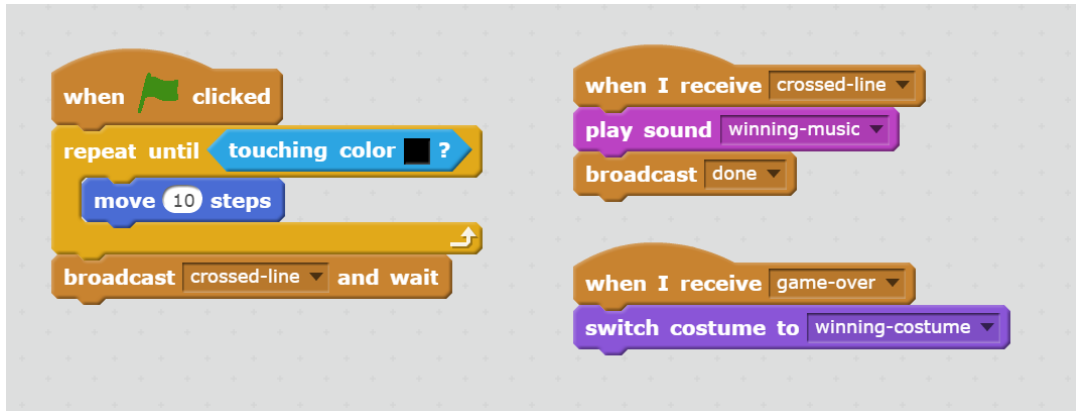 when clicked
repeat until touching color ?
move 10 steps
broadcast crossed-line and wait
when I receive crossed-line
play sound winning-music
broadcast done
when I receive game-over
switch costume to winning-costume